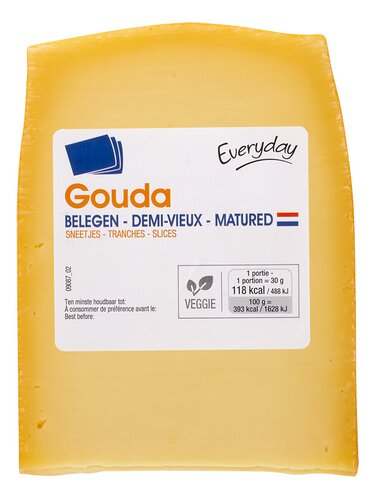 Everyday
Gouda
BELEGEN - DEMI-VIEUX - MATURED
SNEETJES - TRANCHES - SLICES
09087_02
VEGGIE
1 portie -
1 portion = 30 g
118 kcal / 488 kJ
100 g =
393 kcal / 1628 kJ
Ten minste houdbaar tot:
A consommer de préférence avant le:
Best before: